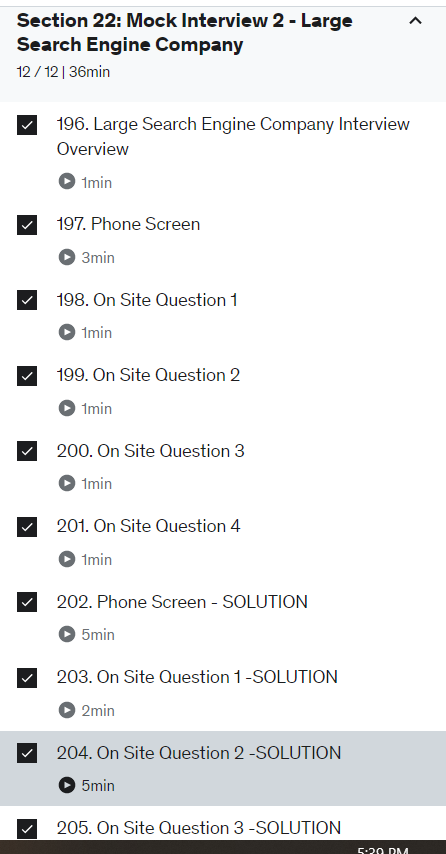 Section 22: Mock Interview 2 - Large
Search Engine Company
12 / 12 | 36min
196. Large Search Engine Company Interview
Overview
1min
197. Phone Screen
3min
198. On Site Question 1
1min
199. On Site Question 2
1min
200. On Site Question 3
1min
201. On Site Question 4
1min
202. Phone Screen - SOLUTION
5min
203. On Site Question 1 -SOLUTION
2min
204. On Site Question 2 -SOLUTION
5min
205. On Site Question 3 -SOLUTION
5:39 PM